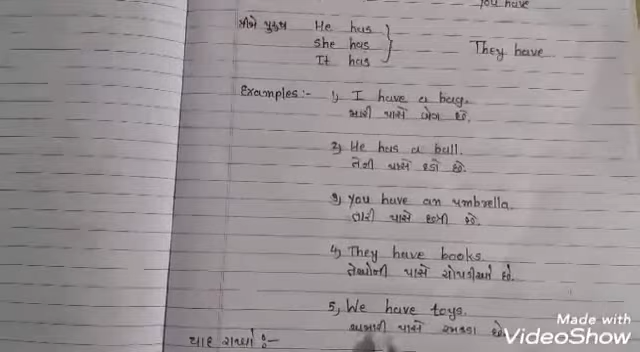 You have
ત્રીજો પુરુષ He has
She has They have
It has
Examples:- 1, I have a bag.
મારી પાસે બેગ છે.
2, He has a ball.
તેની પાસે દડો છે.
3, You have an umbrella.
તારી પાસે છત્રી છે.
4, They have books.
તેઓની પાસે ચોપડીઓ છે.
5, We have toys.
અમારી પાસે રમકડા છે.
યાદ રાખો :-
Made with
VideoShow